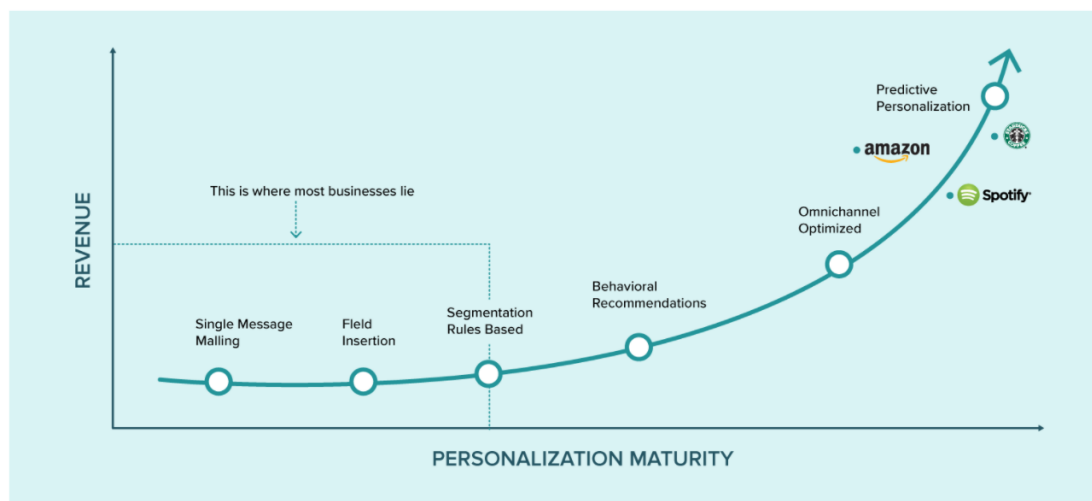 Predictive
Personalization
amazon
Spotify
This is where most businesses lie
Omnichannel
Optimized
Behavioral
Recommendations
Segmentation
Rules Based
Single Message
Malling
Fleld
Insertion
REVENUE
PERSONALIZATION MATURITY